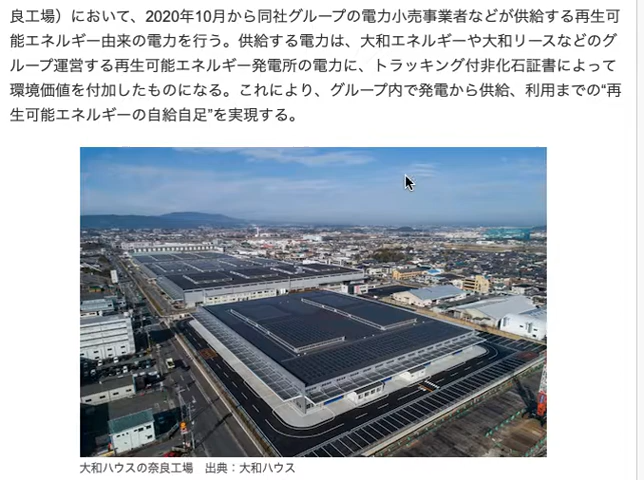 良工場）において、2020年10月から同社グループの電力小売事業者などが供給する再生可
能エネルギー由来の電力を行う。供給する電力は、大和エネルギーや大和リースなどのグ
ループ運営する再生可能エネルギー発電所の電力に、トラッキング付非化石証書によって
環境価値を付加したものになる。これにより、グループ内で発電から供給、利用までの“再
生可能エネルギーの自給自足”を実現する。
大和ハウスの奈良工場　出典：大和ハウス